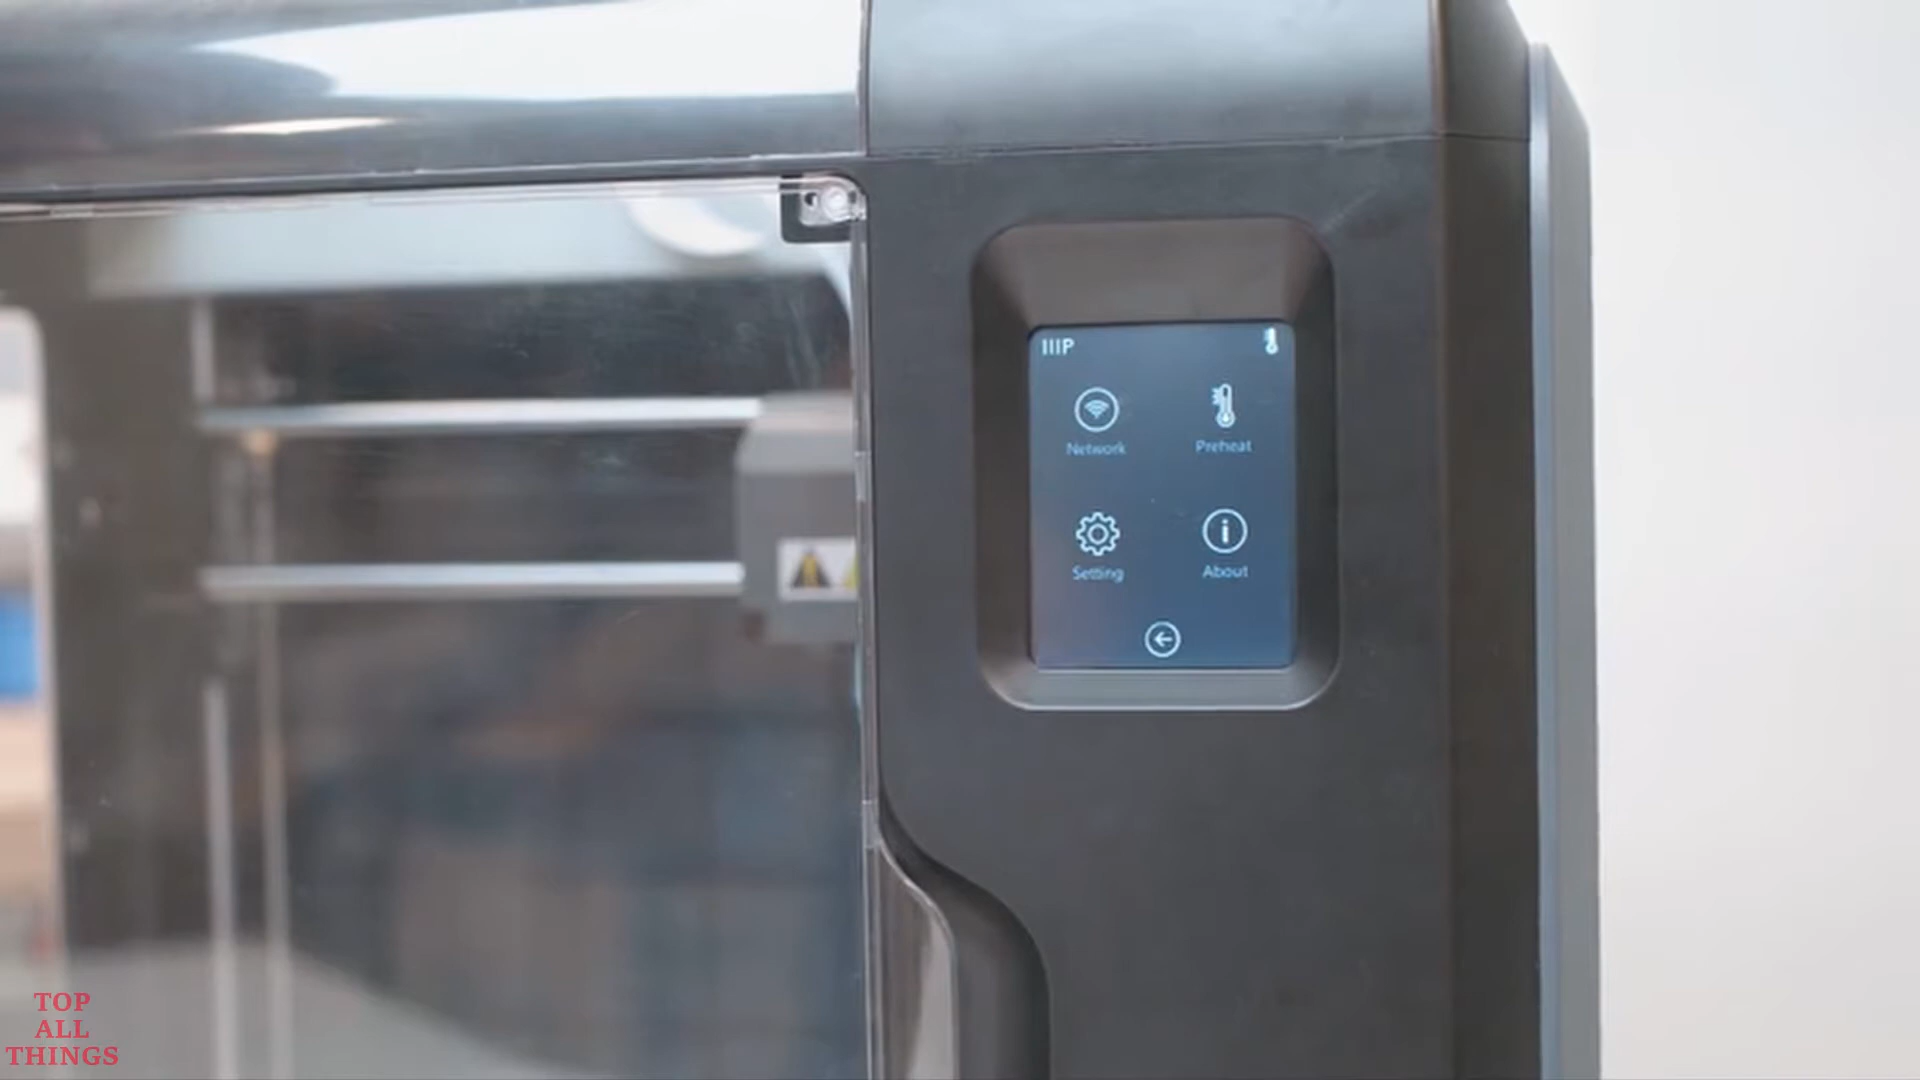 IIIP
Network
Preheat
Setting
About
TOP
ALL
THINGS